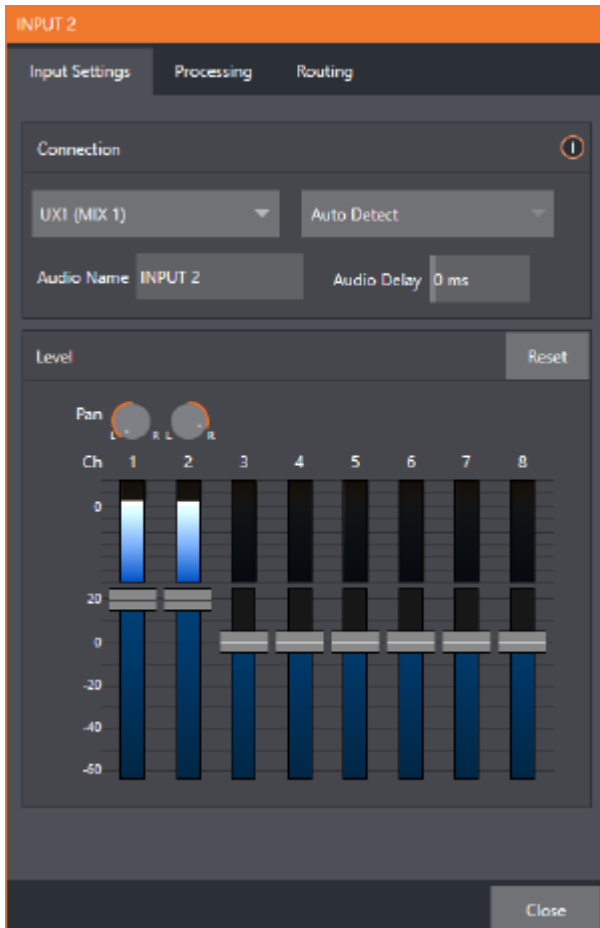 INPUT 2
Input Settings Processing Routing
Connection
UX1 (MIX 1) Auto Detect
Audio Name INPUT 2 Audio Delay 0 ms
Level Reset
Pan
L R L R
Ch 1 2 3 4 5 6 7 8
0
20
0
-20
-40
-60
Close